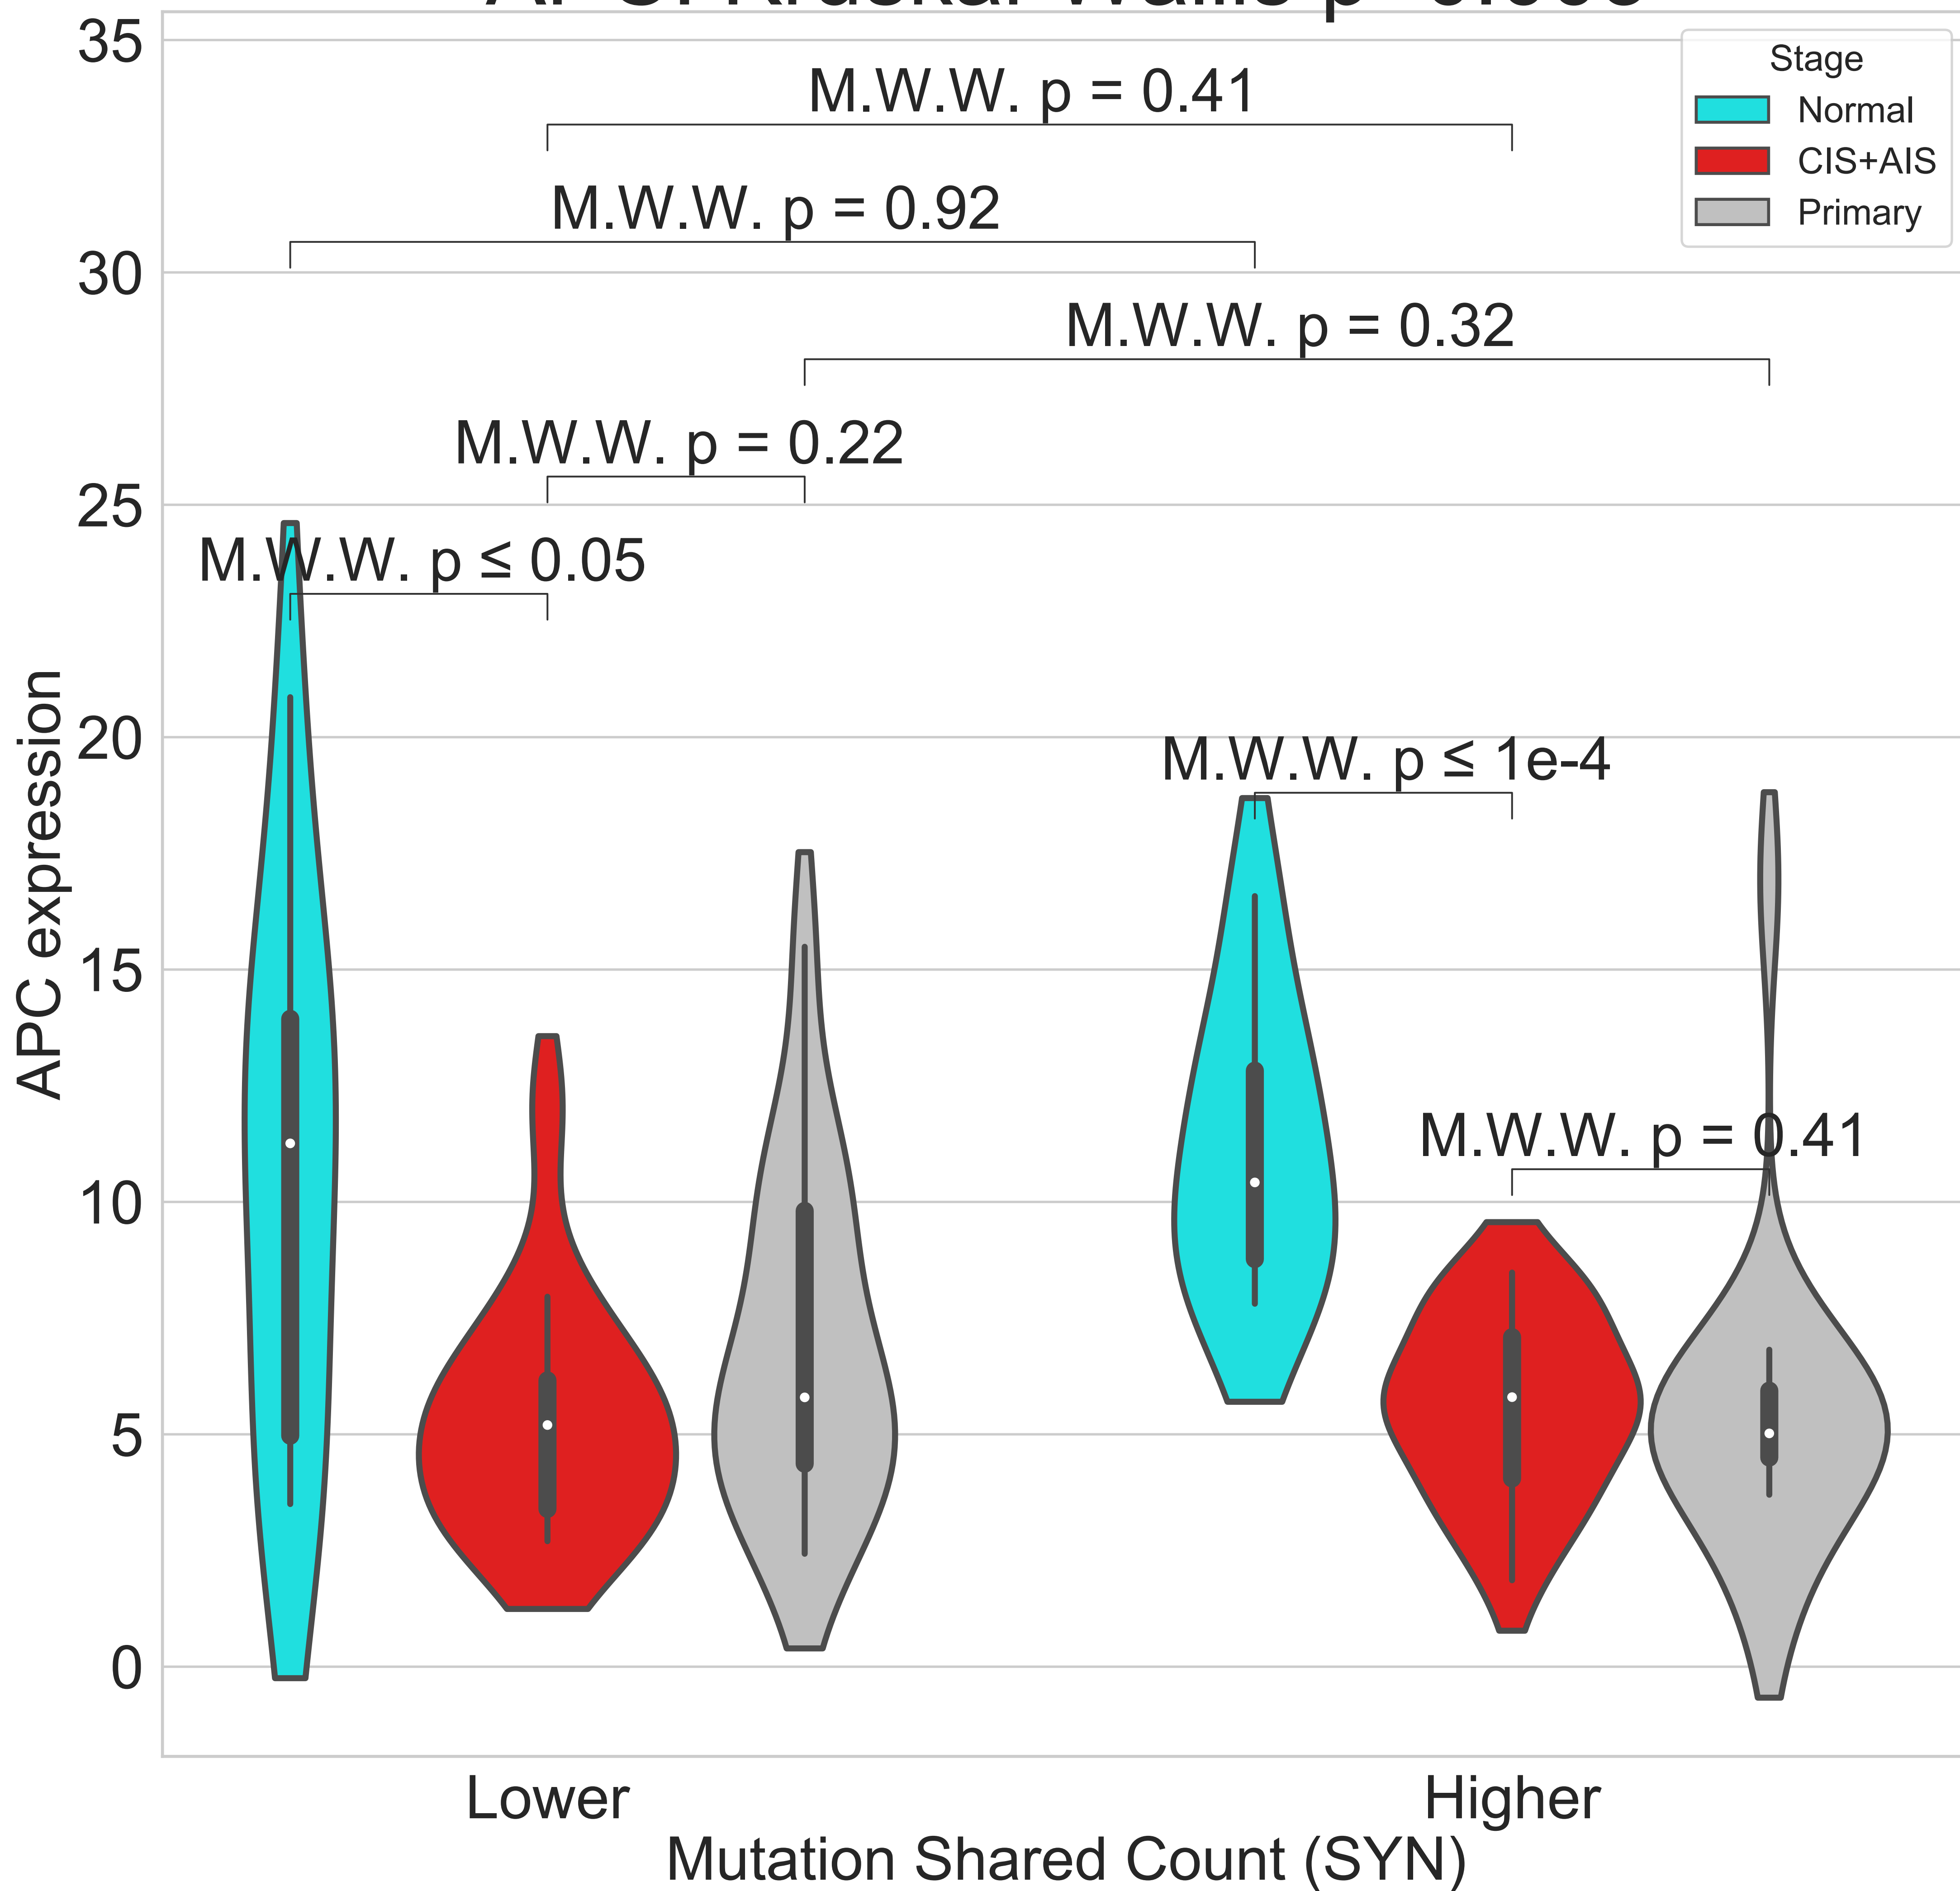 35
Stage
M.W.W. p = 0.41
Normal
CIS+AIS
M.W.W. p = 0.92
Primary
30
M.W.W. p = 0.32
M.W.W. p = 0.22
25
M.W.W. p ≤ 0.05
20
M.W.W. p ≤ 1e-4
APC expression
15
M.W.W. p = 0.41
10
5
0
Lower
Higher
Mutation Shared Count (SYN)